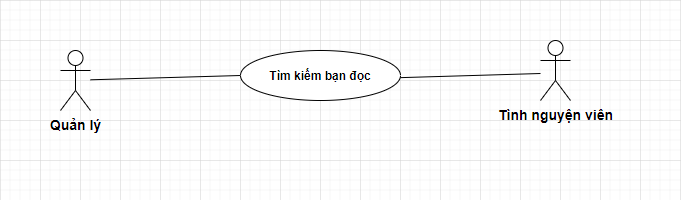 Tìm kiếm bạn đọc
Quản lý
Tình nguyện viên